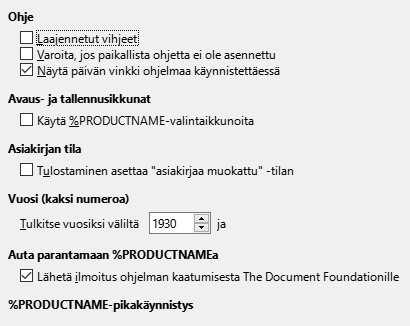 Ohje
Laajennetut vihjeet
Varoita, jos paikallista ohjetta ei ole asennettu
Näytä päivän vinkki ohjelmaa käynnistettäessä
Avaus- ja tallennusikkunat
Käytä %PRODUCTNAME-valintaikkunoita
Asiakirjan tila
Tulostaminen asettaa "asiakirjaa muokattu" -tilan
Vuosi (kaksi numeroa)
Tulkitse vuosiksi väliltä 1930 ja
Auta parantamaan %PRODUCTNAMEa
Lähetä ilmoitus ohjelman kaatumisesta The Document Foundationille
%PRODUCTNAME-pikakäynnistys